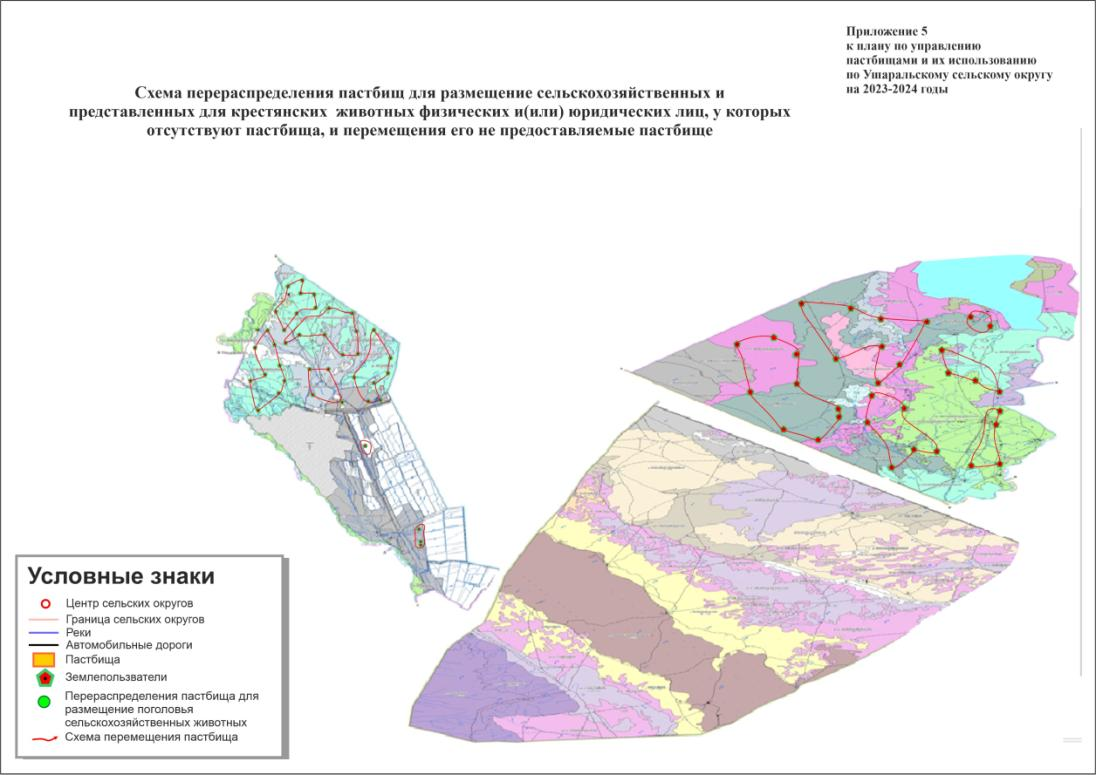 Приложение 5
к плану по управлению
пастбищами и их использованию
по Ушаральскому сельскому округу
на 2023-2024 годы
Схема перераспределения пастбищ для размещение сельскохозяйственных и
представленных для крестянских животных физических и(или) юридических лиц, у которых
отсутствуют пастбища, и перемещения его не предоставляемые пастбище
Условные знаки
Центр сельских округов
Граница сельских округов
Реки
Автомобильные дороги
Пастбища
Землепользватели
Перераспределения пастбища для
размещение поголовья
сельскохозяйственных животных
Схема перемещения пастбища